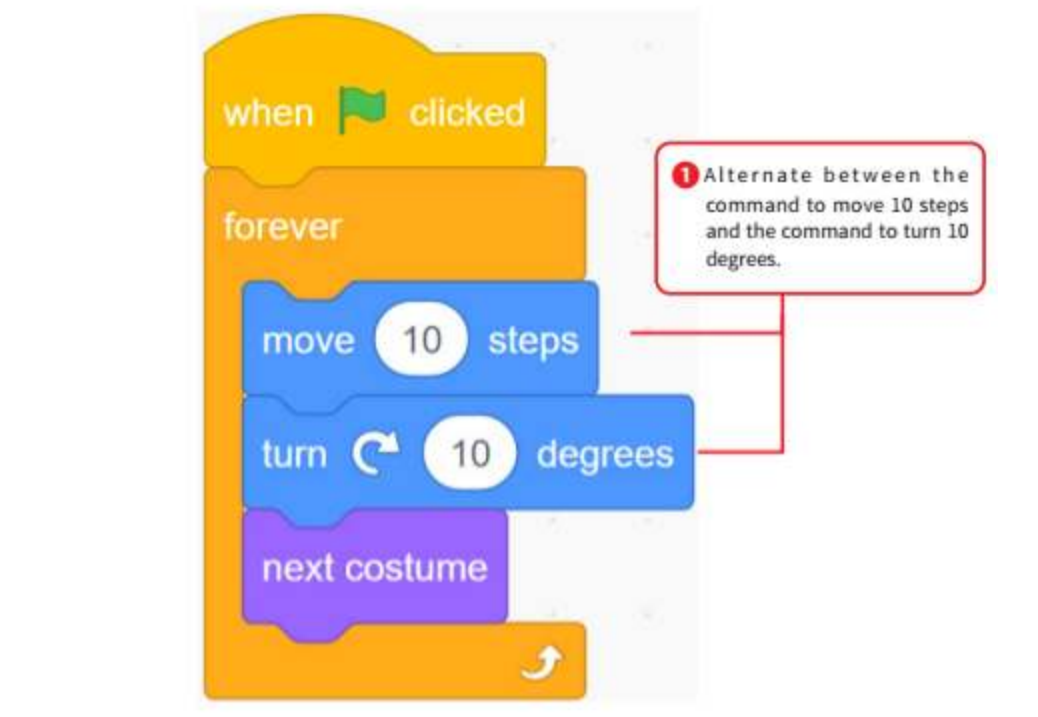 when clicked
forever
move 10 steps
turn 10 degrees
next costume
1 Alternate between the
command to move 10 steps
and the command to turn 10
degrees.